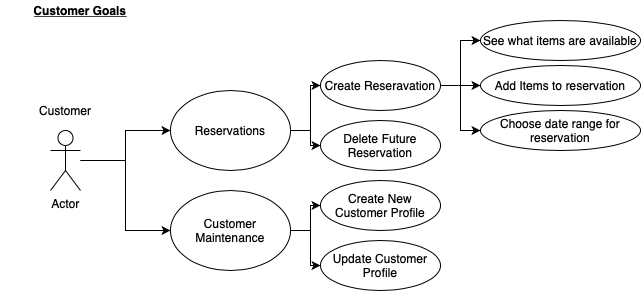 Customer Goals
See what items are available
Create Reseravation
Add Items to reservation
Customer
Reservations
Choose date range for
reservation
Delete Future
Reservation
Actor
Customer
Maintenance
Create New
Customer Profile
Update Customer
Profile